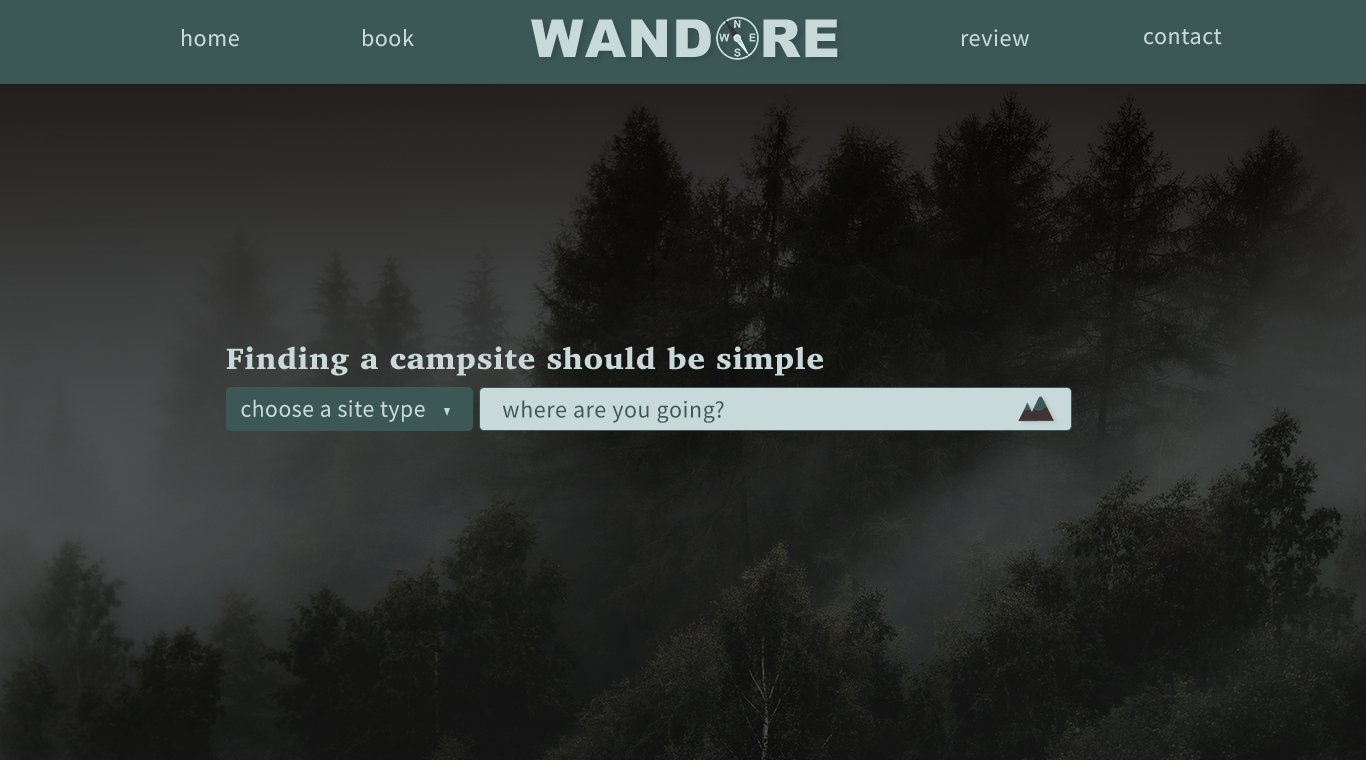 home book WANDORE review contact
N
W E
S
Finding a campsite should be simple
choose a site type ▼ where are you going?